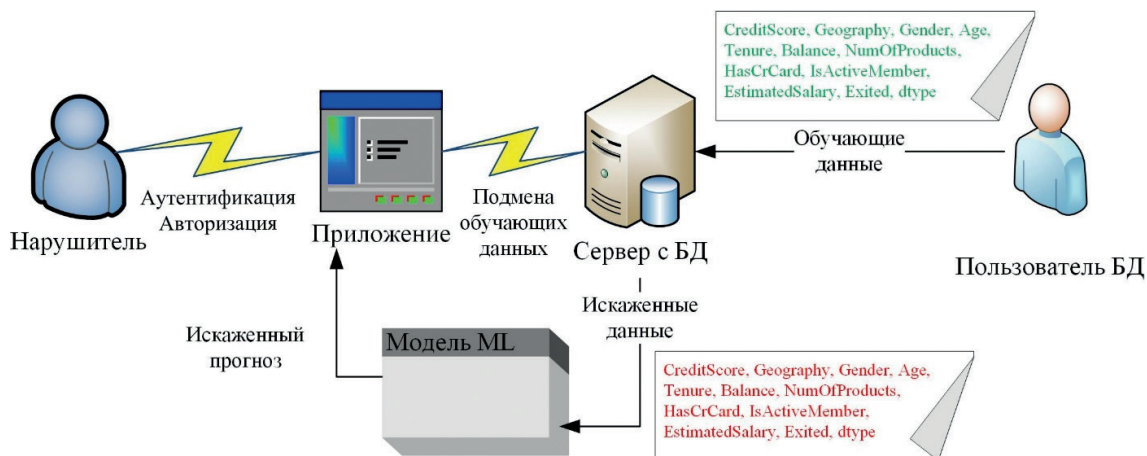 CreditScore, Geography, Gender, Age,
Tenure, Balance, NumOfProducts,
HasCrCard, IsActiveMember,
EstimatedSalary, Exited, dtype
Обучающие
данные
Аутентификация
Авторизация
Нарушитель
Приложение
Подмена
обучающих
данных
Сервер с БД
Пользователь БД
Искаженный
прогноз
Модель ML
Искаженные
данные
CreditScore, Geography, Gender, Age,
Tenure, Balance, NumOfProducts,
HasCrCard, IsActiveMember,
EstimatedSalary, Exited, dtype